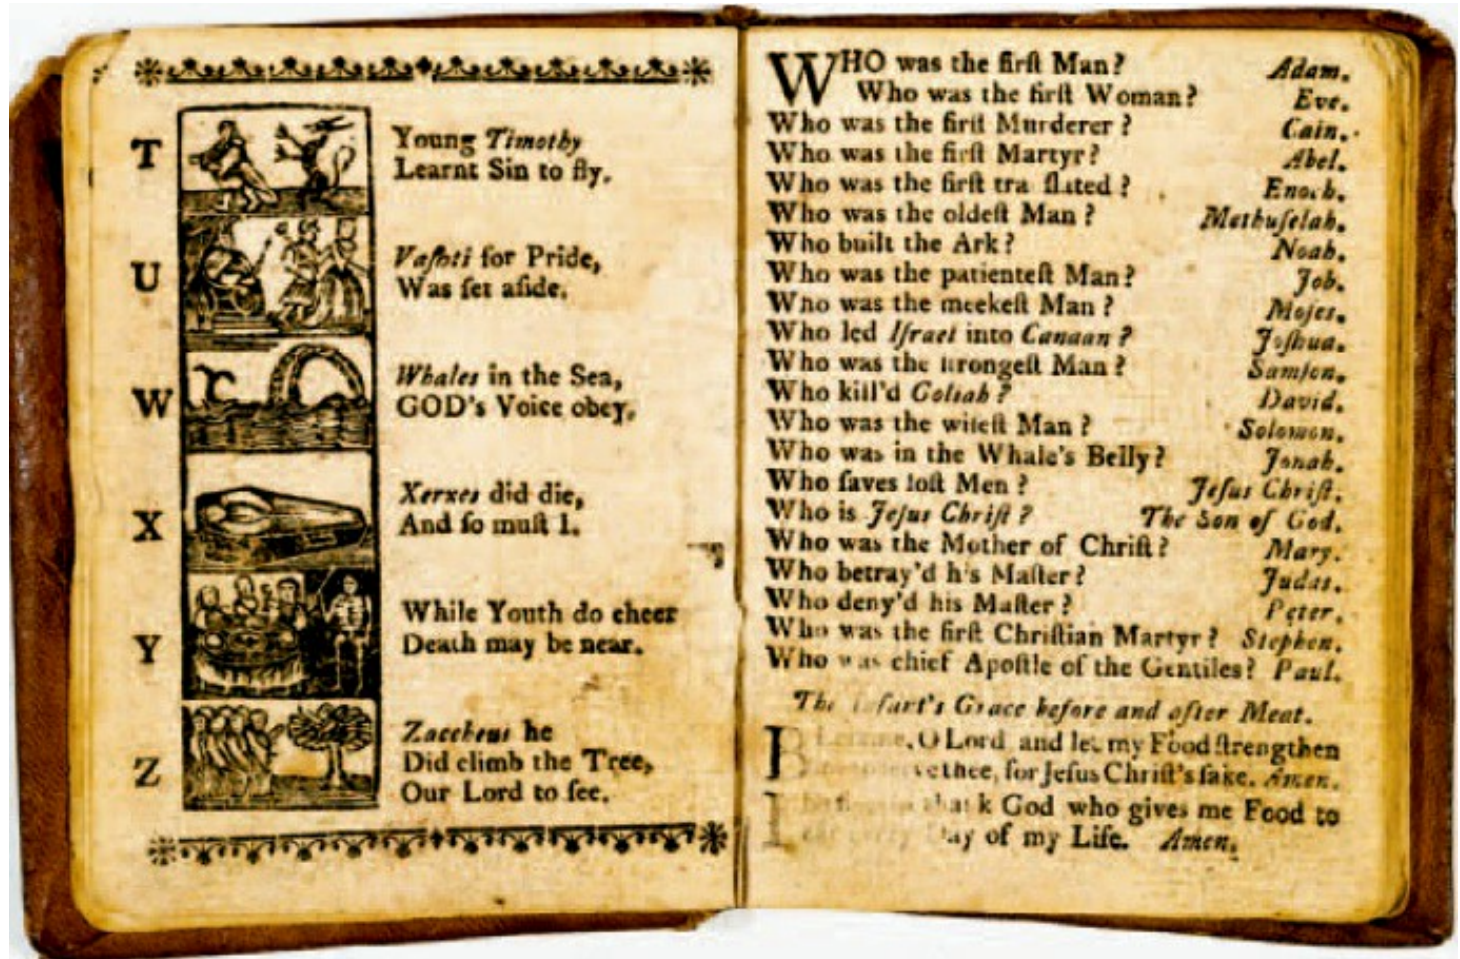 T
Young Timothy
Learnt Sin to fly.
U
Vaſhti for Pride,
Was ſet aſide.
W
Whales in the Sea,
GOD's Voice obey.
X
Xerxes did die,
And ſo muſt I.
Y
While Youth do cheer
Death may be near.
Z
Zaccheus he
Did climb the Tree,
Our Lord to ſee.
WHO was the firſt Man? Adam.
Who was the firſt Woman? Eve.
Who was the firſt Murderer? Cain.
Who was the firſt Martyr? Abel.
Who was the firſt tra ſlated? Enoch.
Who was the oldeſt Man? Methuſelah.
Who built the Ark? Noah.
Who was the patienteſt Man? Job.
Who was the meekeſt Man? Moſes.
Who led Iſrael into Canaan? Joſhua.
Who was the ſtrongeſt Man? Samſon.
Who kill'd Goliah? David.
Who was the wiſeſt Man? Solomon.
Who was in the Whale's Belly? Jonah.
Who ſaves loſt Men? Jeſus Chriſt.
Who is Jeſus Chriſt? The Son of God.
Who was the Mother of Chriſt? Mary.
Who betray'd his Maſter? Judas.
Who deny'd his Maſter? Peter.
Who was the firſt Chriſtian Martyr? Stephen.
Who was chief Apoſtle of the Gentiles? Paul.
The Grace before and after Meat.
O Lord and let my Food ſtrengthen
thee, for Jeſus Chriſt's ſake. Amen.
God who gives me Food to
Day of my Life. Amen.